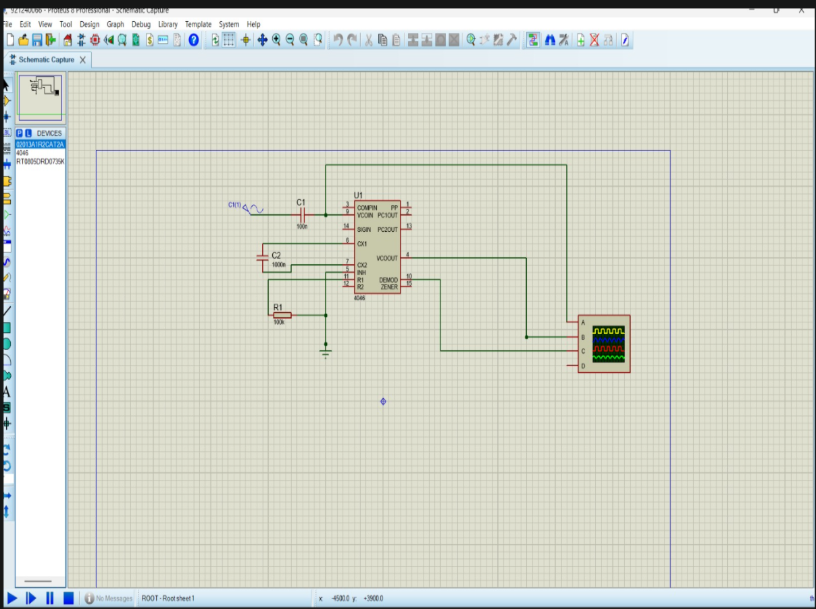 921240066 - Proteus 8 Professional - Schematic Capture
File Edit View Tool Design Graph Debug Library Template System Help
Schematic Capture X
P L DEVICES
02013A1R2CAT2A
4046
RT0805DRD0735K
C1(1)
C1
100n
C2
1000n
R1
100k
U1
3 COMPIN PP 1
9 VCOIN PC1OUT 2
14 SIGIN PC2OUT 13
6 CX1
VCOOUT 4
7 CX2
5 INH
11 R1 DEMOD 10
12 R2 ZENER 15
4046
A
B
C
D
No Messages ROOT - Root sheet 1 x: -4500.0 y: +3900.0